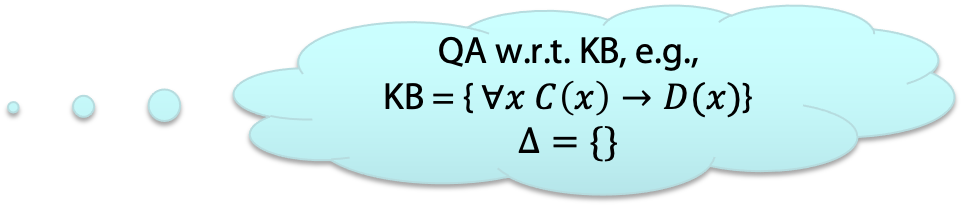 QA w.r.t. KB, e.g.,
KB = { ∀x C(x) → D(x)}
Δ = {}